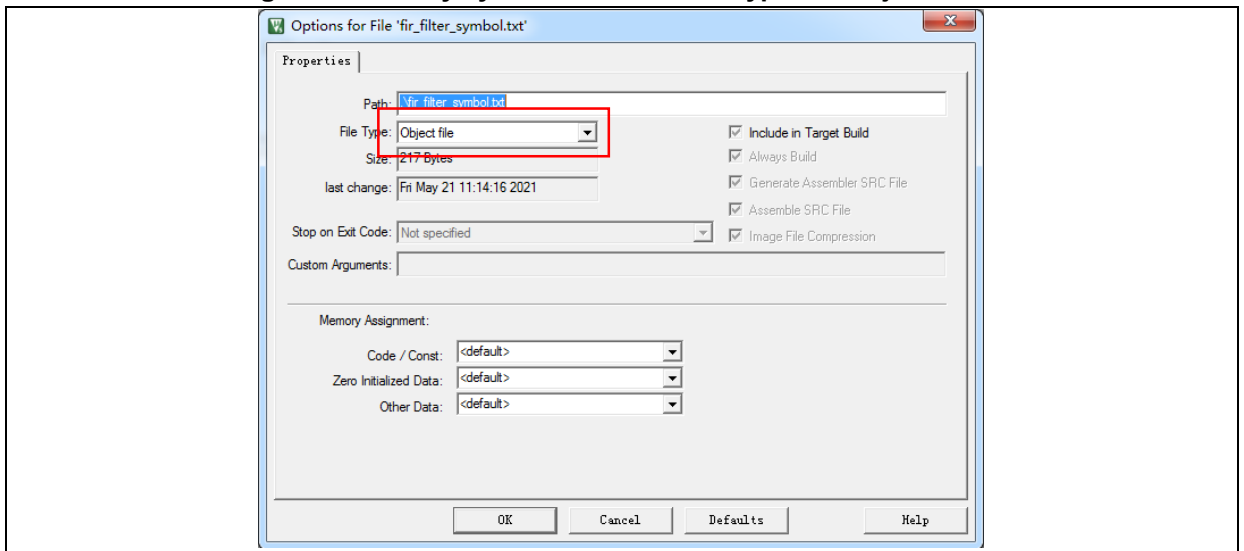 Options for File 'fir_filter_symbol.txt'
Properties
Path: .\fir_filter_symbol.txt
File Type: Object file
Include in Target Build
Size: 217 Bytes
Always Build
last change: Fri May 21 11:14:16 2021
Generate Assembler SRC File
Assemble SRC File
Stop on Exit Code: Not specified
Image File Compression
Custom Arguments:
Memory Assignment:
Code / Const: <default>
Zero Initialized Data: <default>
Other Data: <default>
OK Cancel Defaults Help